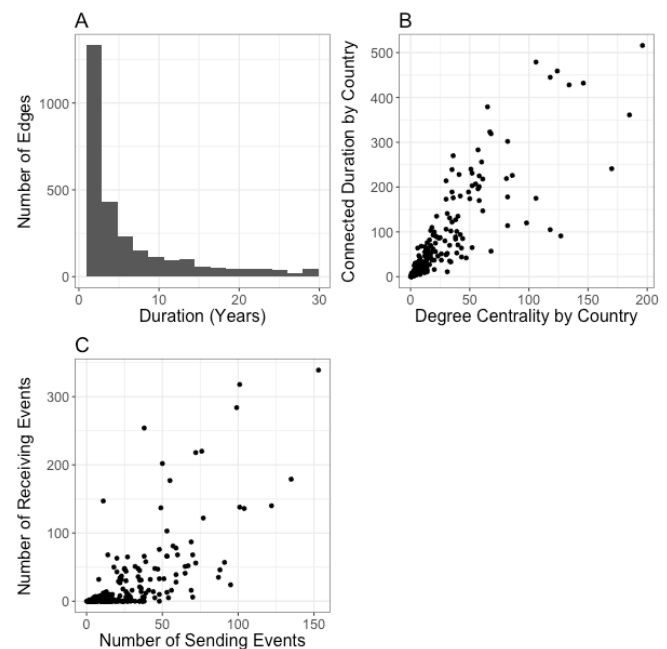 A
Number of Edges
1000
500
0
0
10
20
30
Duration (Years)
B
Connected Duration by Country
500
400
300
200
100
0
0
50
100
150
200
Degree Centrality by Country
C
Number of Receiving Events
300
200
100
0
0
50
100
150
Number of Sending Events